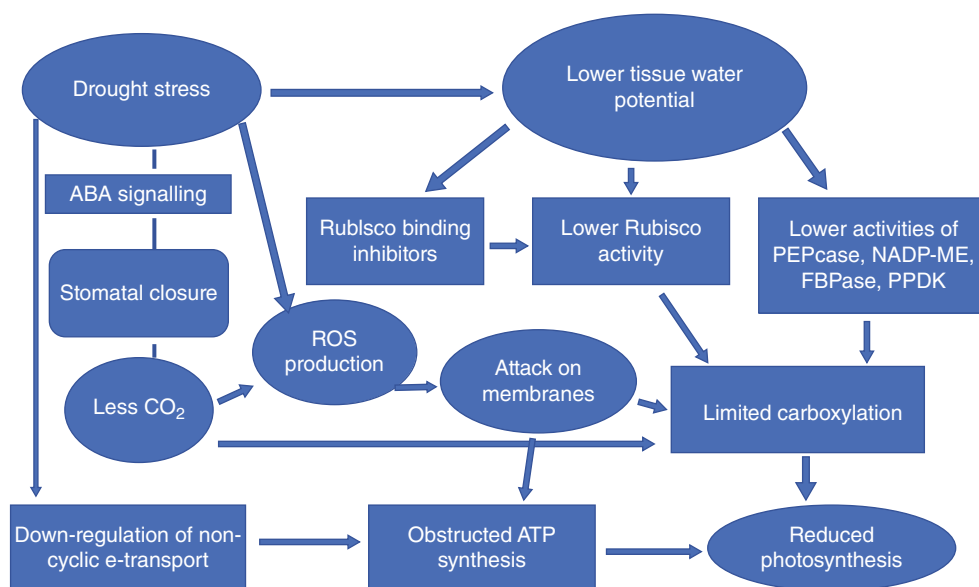 Drought stress
Lower tissue water
potential
ABA signalling
RubIsco binding
inhibitors
Lower Rubisco
activity
Lower activities of
PEPcase, NADP-ME,
FBPase, PPDK
Stomatal closure
ROS
production
Attack on
membranes
Less CO₂
Limited carboxylation
Down-regulation of non-
cyclic e-transport
Obstructed ATP
synthesis
Reduced
photosynthesis